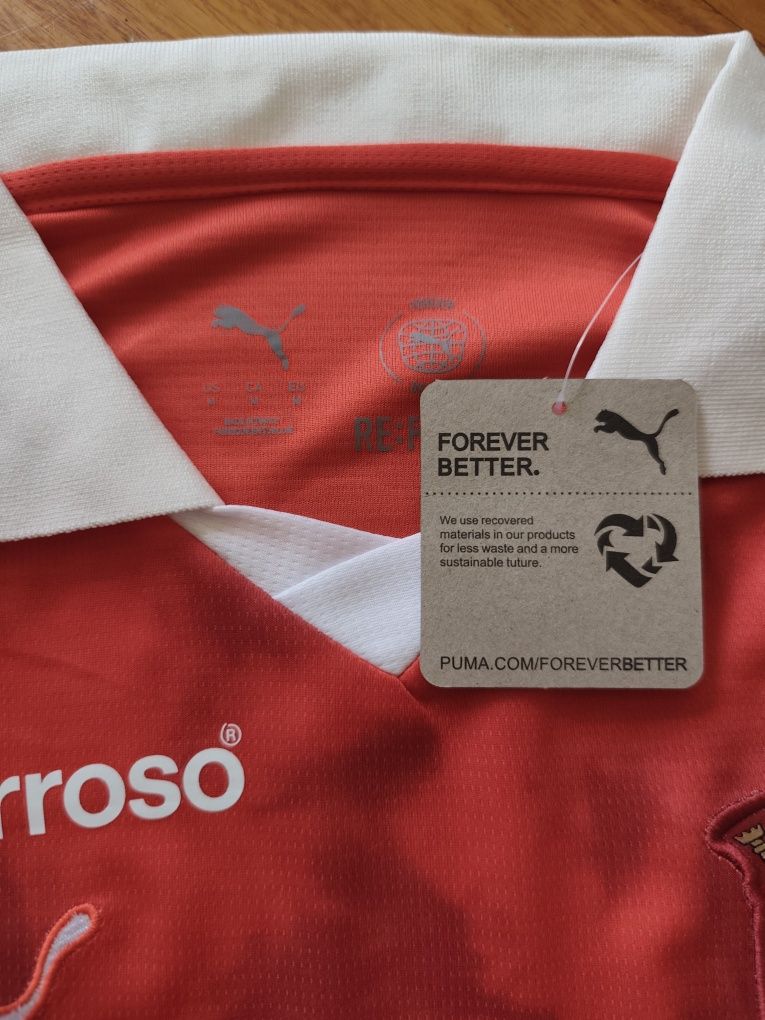 US CA EU
M M M
RE:F
FOREVER
BETTER.
We use recovered
materials in our products
for less waste and a more
sustainable tuture.
PUMA.COM/FOREVERBETTER
rroso®